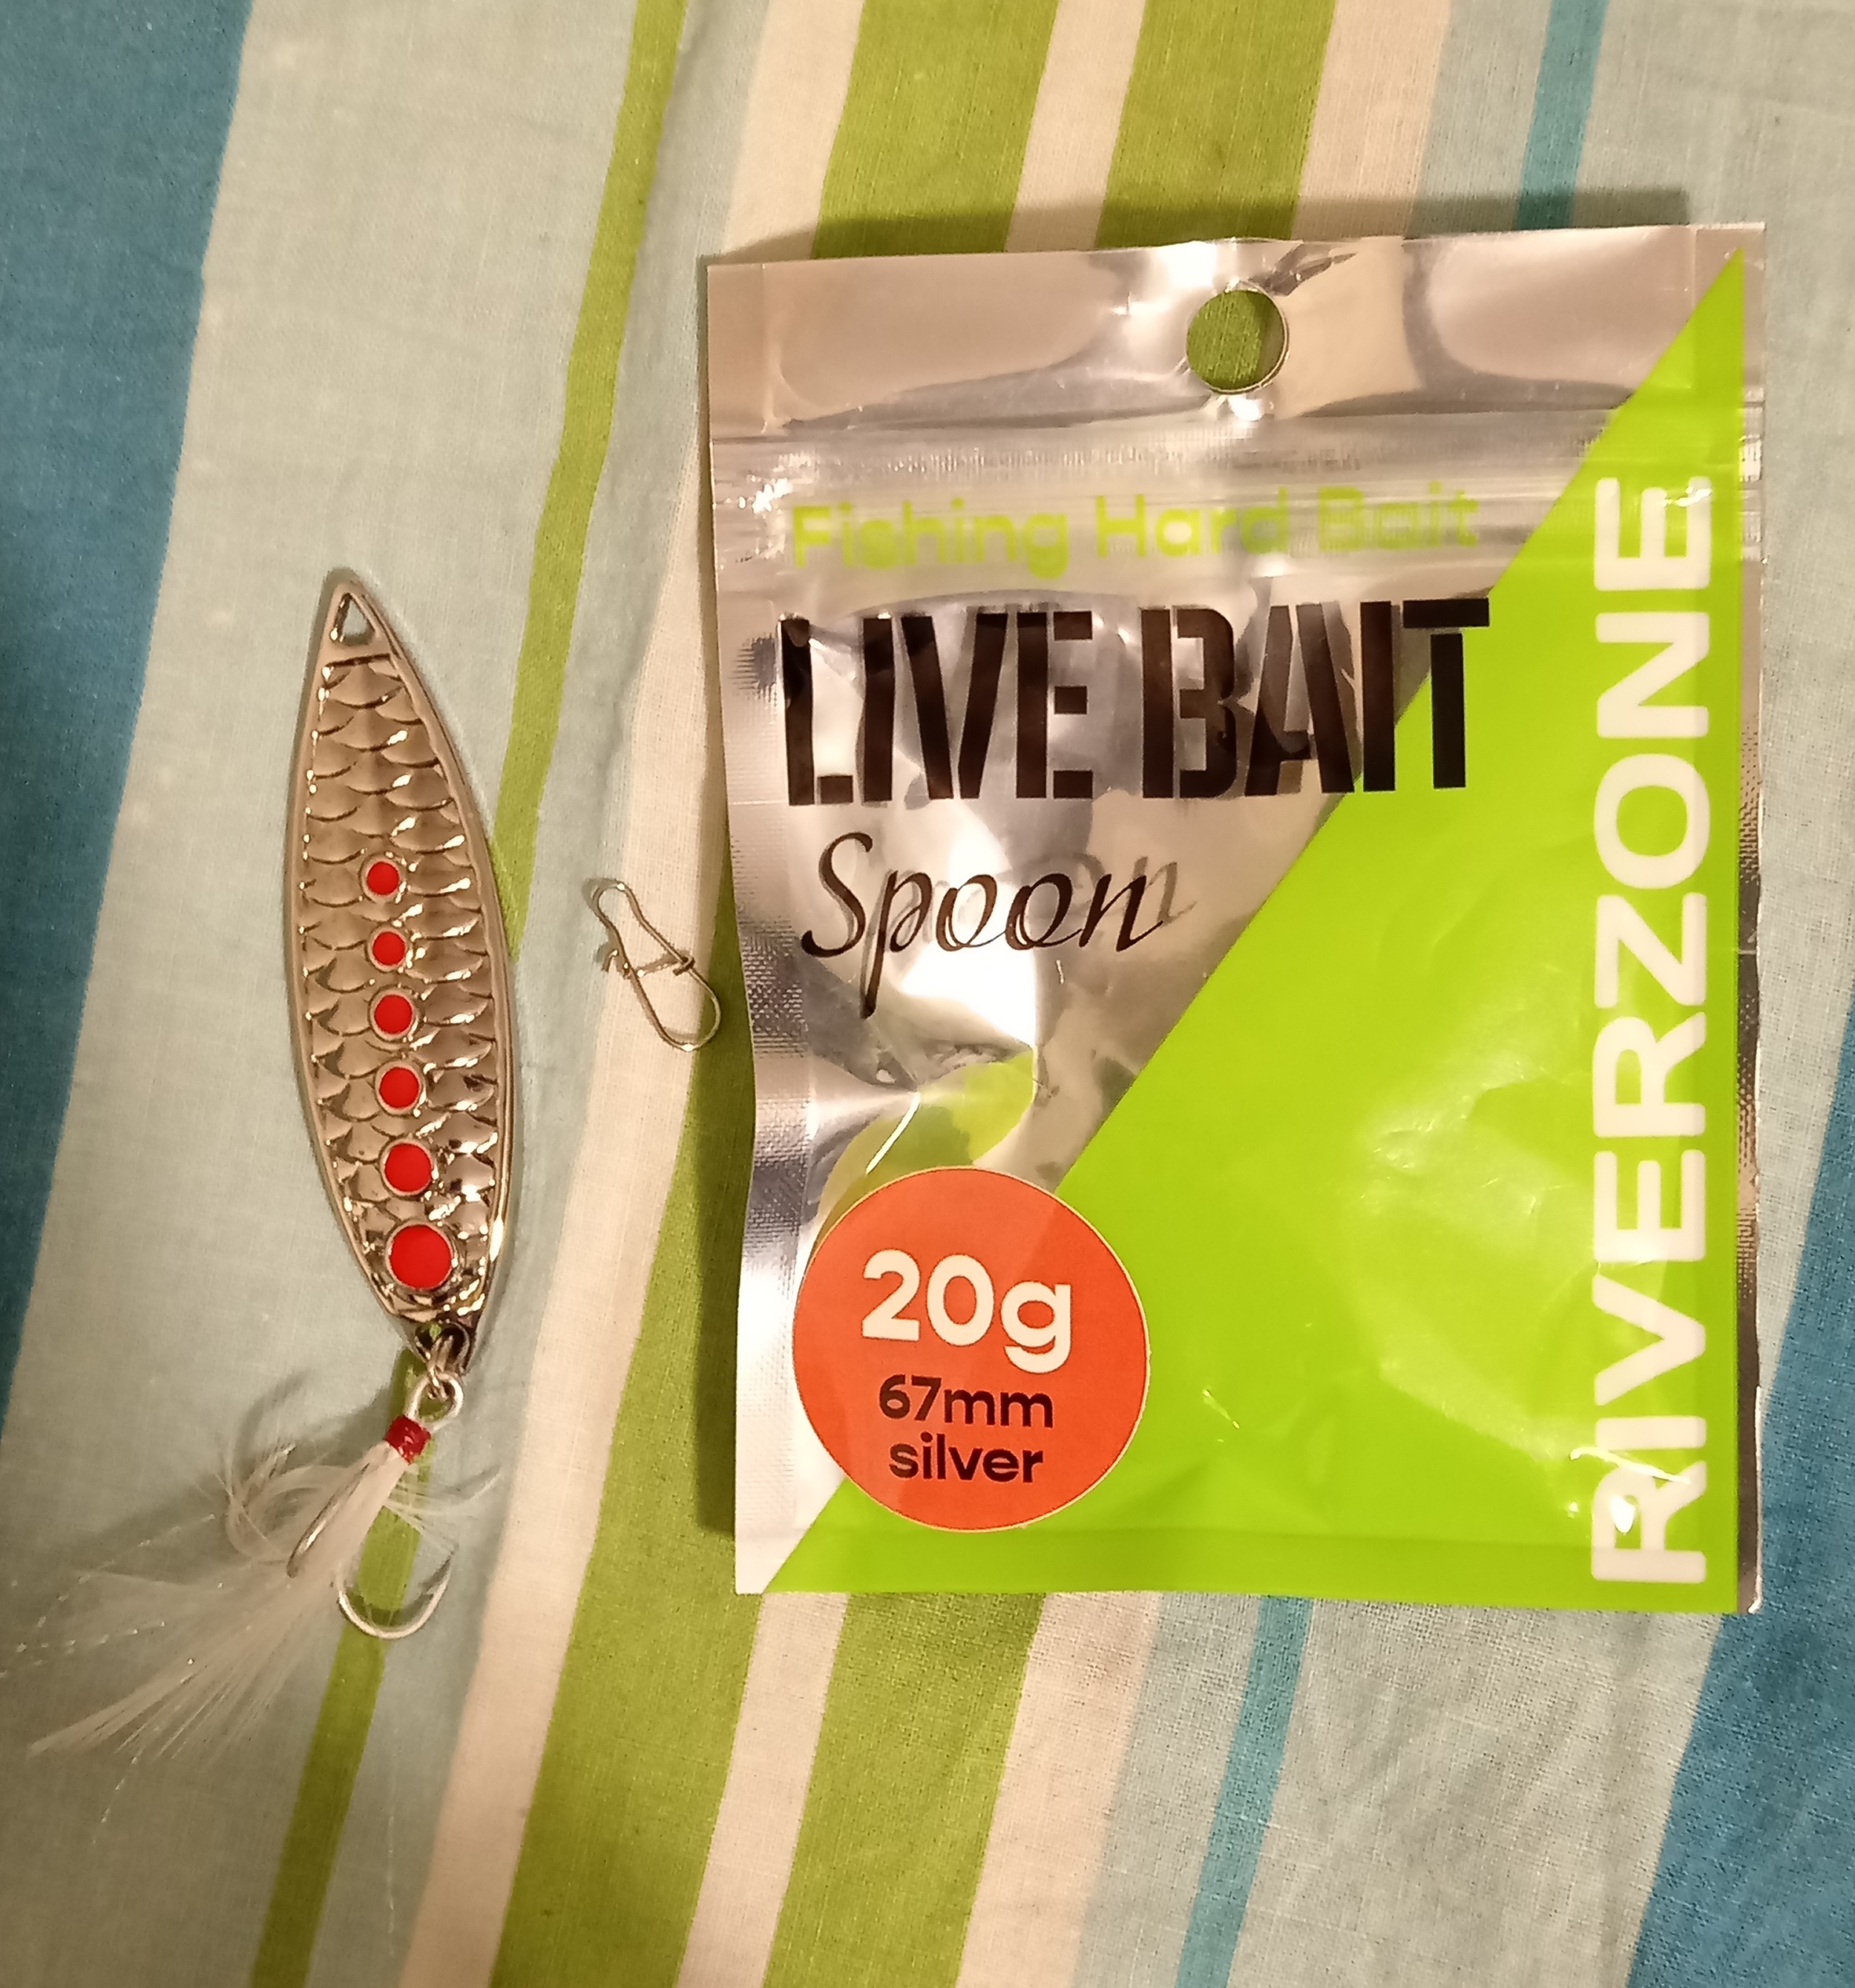 Fishing Hard Bait
LIVE BAIT
Spoon
20g
67mm
silver
RIVERZONE